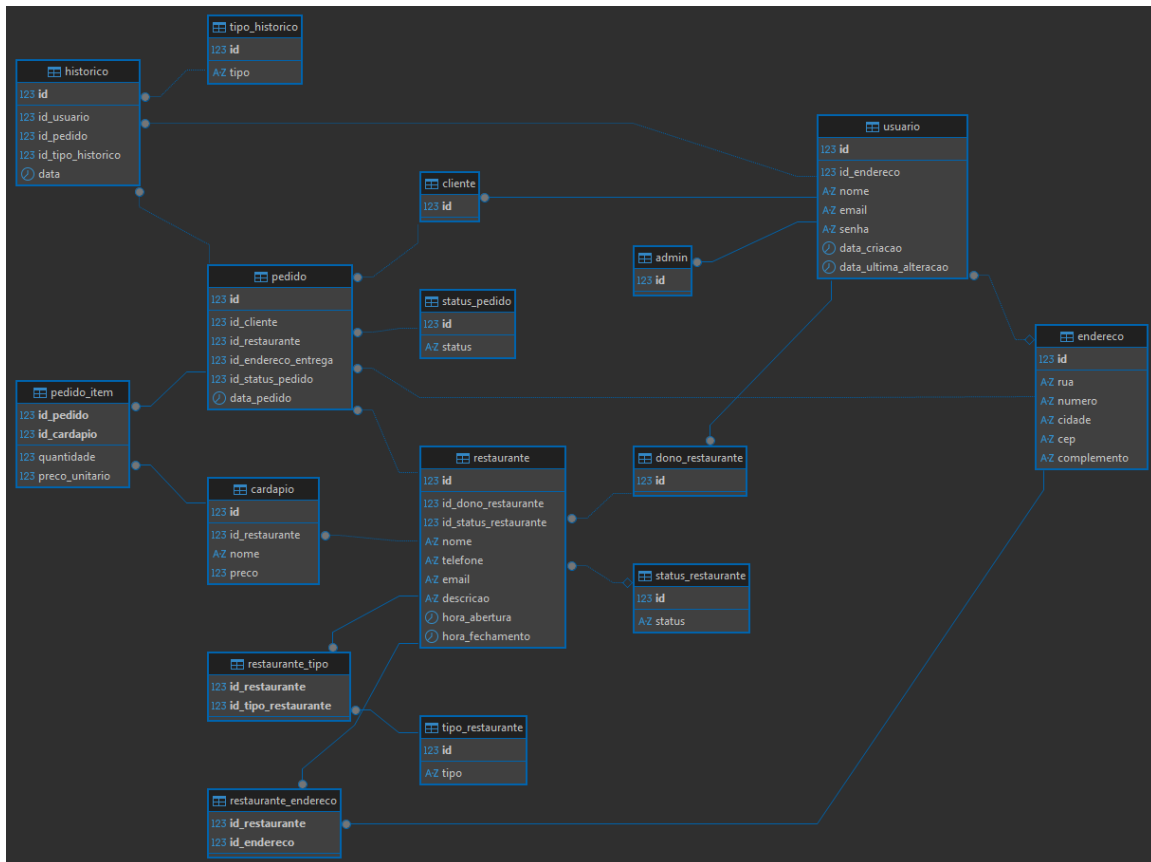 tipo_historico
123 id
A-Z tipo
historico
123 id
123 id_usuario
123 id_pedido
123 id_tipo_historico
data
usuario
123 id
123 id_endereco
A-Z nome
A-Z email
A-Z senha
data_criacao
data_ultima_alteracao
cliente
123 id
admin
123 id
pedido
123 id
123 id_cliente
123 id_restaurante
123 id_endereco_entrega
123 id_status_pedido
data_pedido
status_pedido
123 id
A-Z status
endereco
123 id
A-Z rua
A-Z numero
A-Z cidade
A-Z cep
A-Z complemento
pedido_item
123 id_pedido
123 id_cardapio
123 quantidade
123 preco_unitario
restaurante
123 id
123 id_dono_restaurante
123 id_status_restaurante
A-Z nome
A-Z telefone
A-Z email
A-Z descricao
hora_abertura
hora_fechamento
dono_restaurante
123 id
cardapio
123 id
123 id_restaurante
A-Z nome
123 preco
status_restaurante
123 id
A-Z status
restaurante_tipo
123 id_restaurante
123 id_tipo_restaurante
tipo_restaurante
123 id
A-Z tipo
restaurante_endereco
123 id_restaurante
123 id_endereco